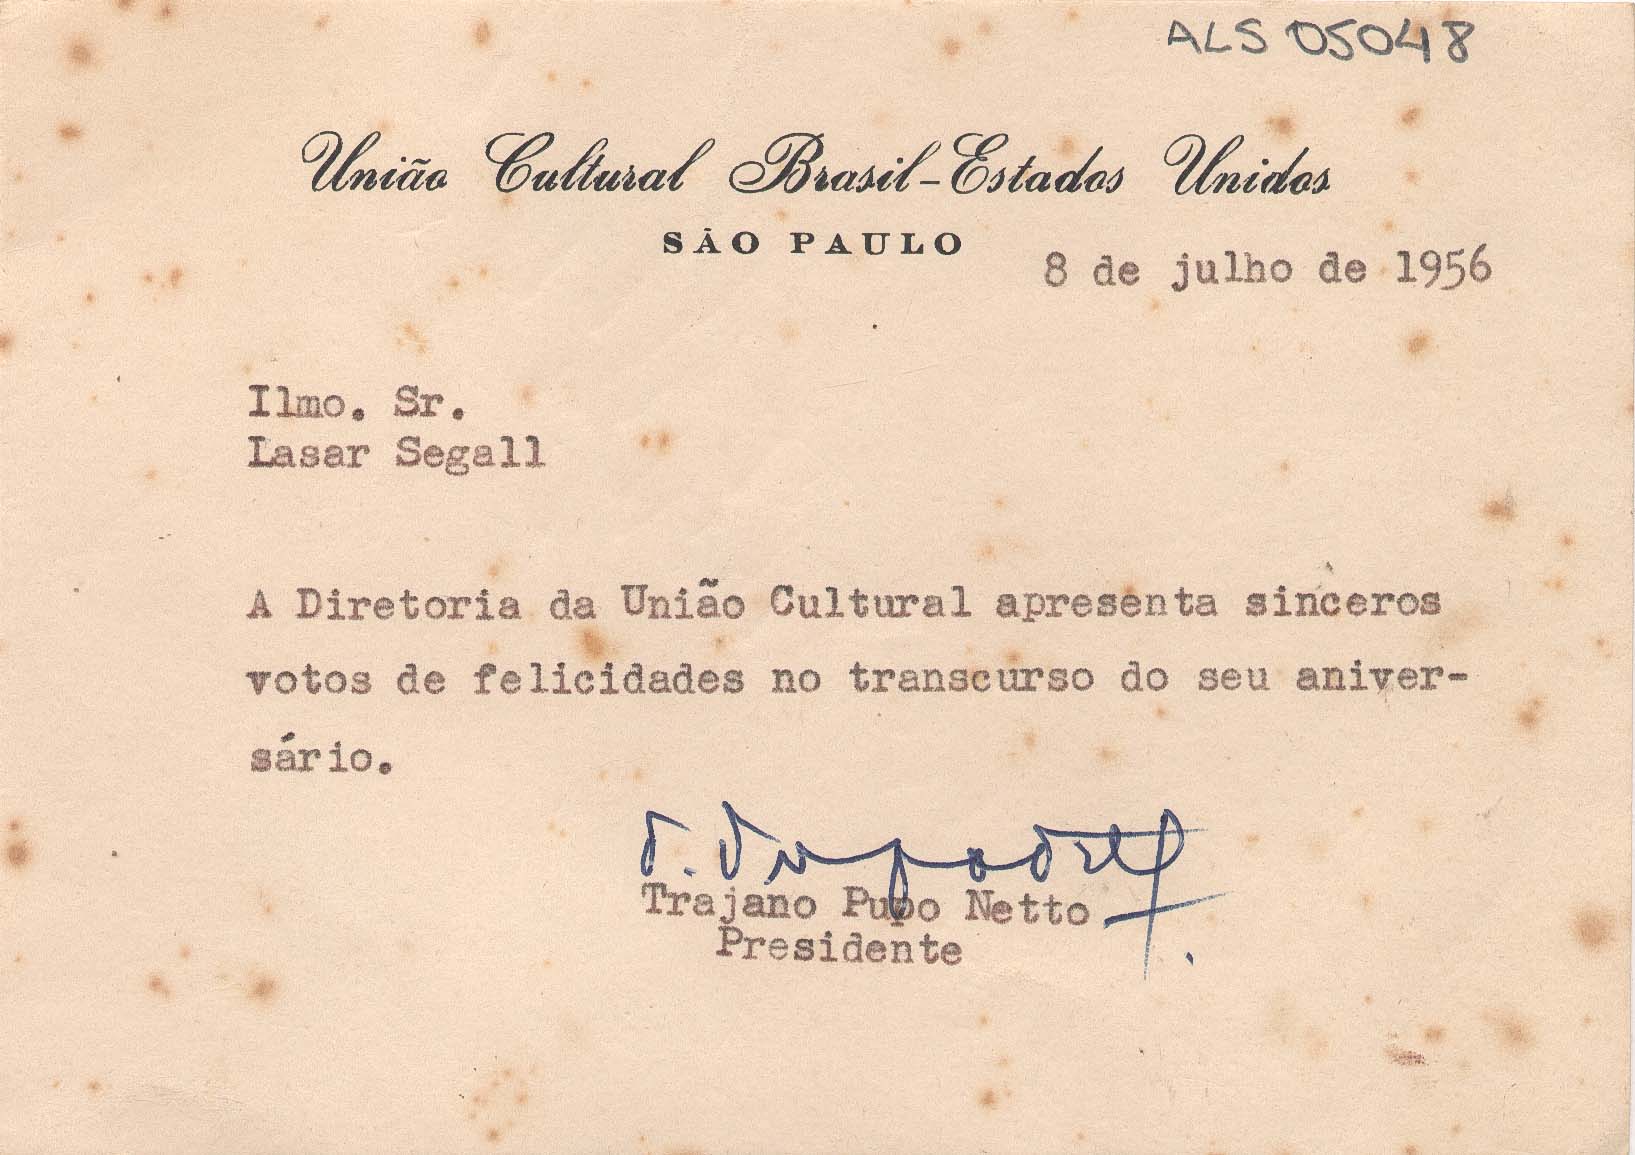 ALS 05048
União Cultural Brasil-Estados Unidos
SÃO PAULO
8 de julho de 1956
Ilmo. Sr.
Lasar Segall
A Diretoria da União Cultural apresenta sinceros
votos de felicidades no transcurso do seu aniver-
sário.
Trajano Pupo Netto
Presidente